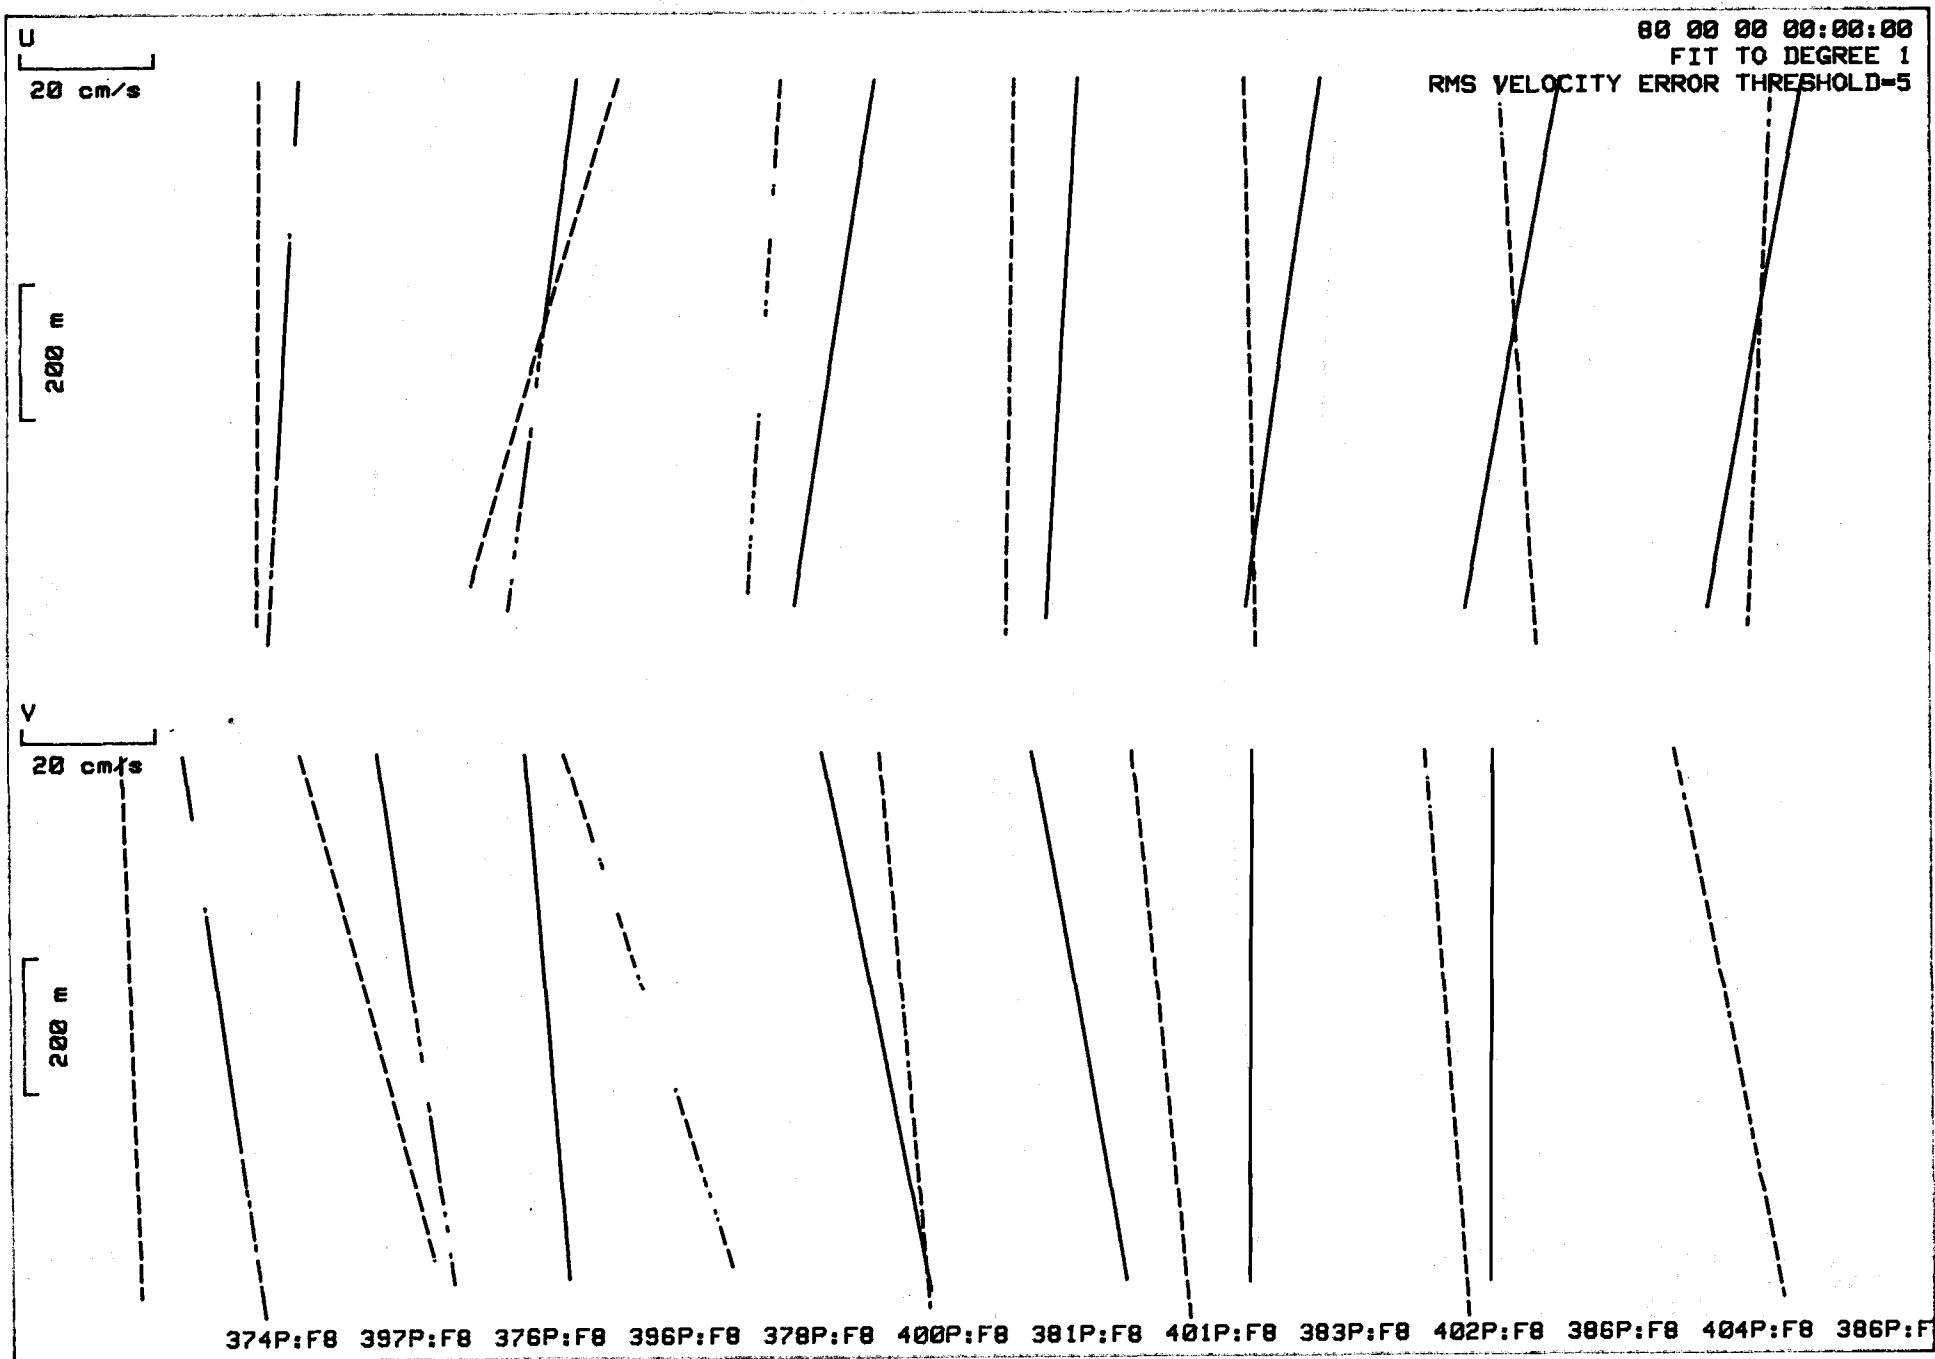 U
20 cm/s
80 00 00 00:00:00
FIT TO DEGREE 1
RMS VELOCITY ERROR THRESHOLD=5
200 m
V
20 cm/s
200 m
374P:F8 397P:F8 376P:F8 396P:F8 378P:F8 400P:F8 381P:F8 401P:F8 383P:F8 402P:F8 386P:F8 404P:F8 386P:F